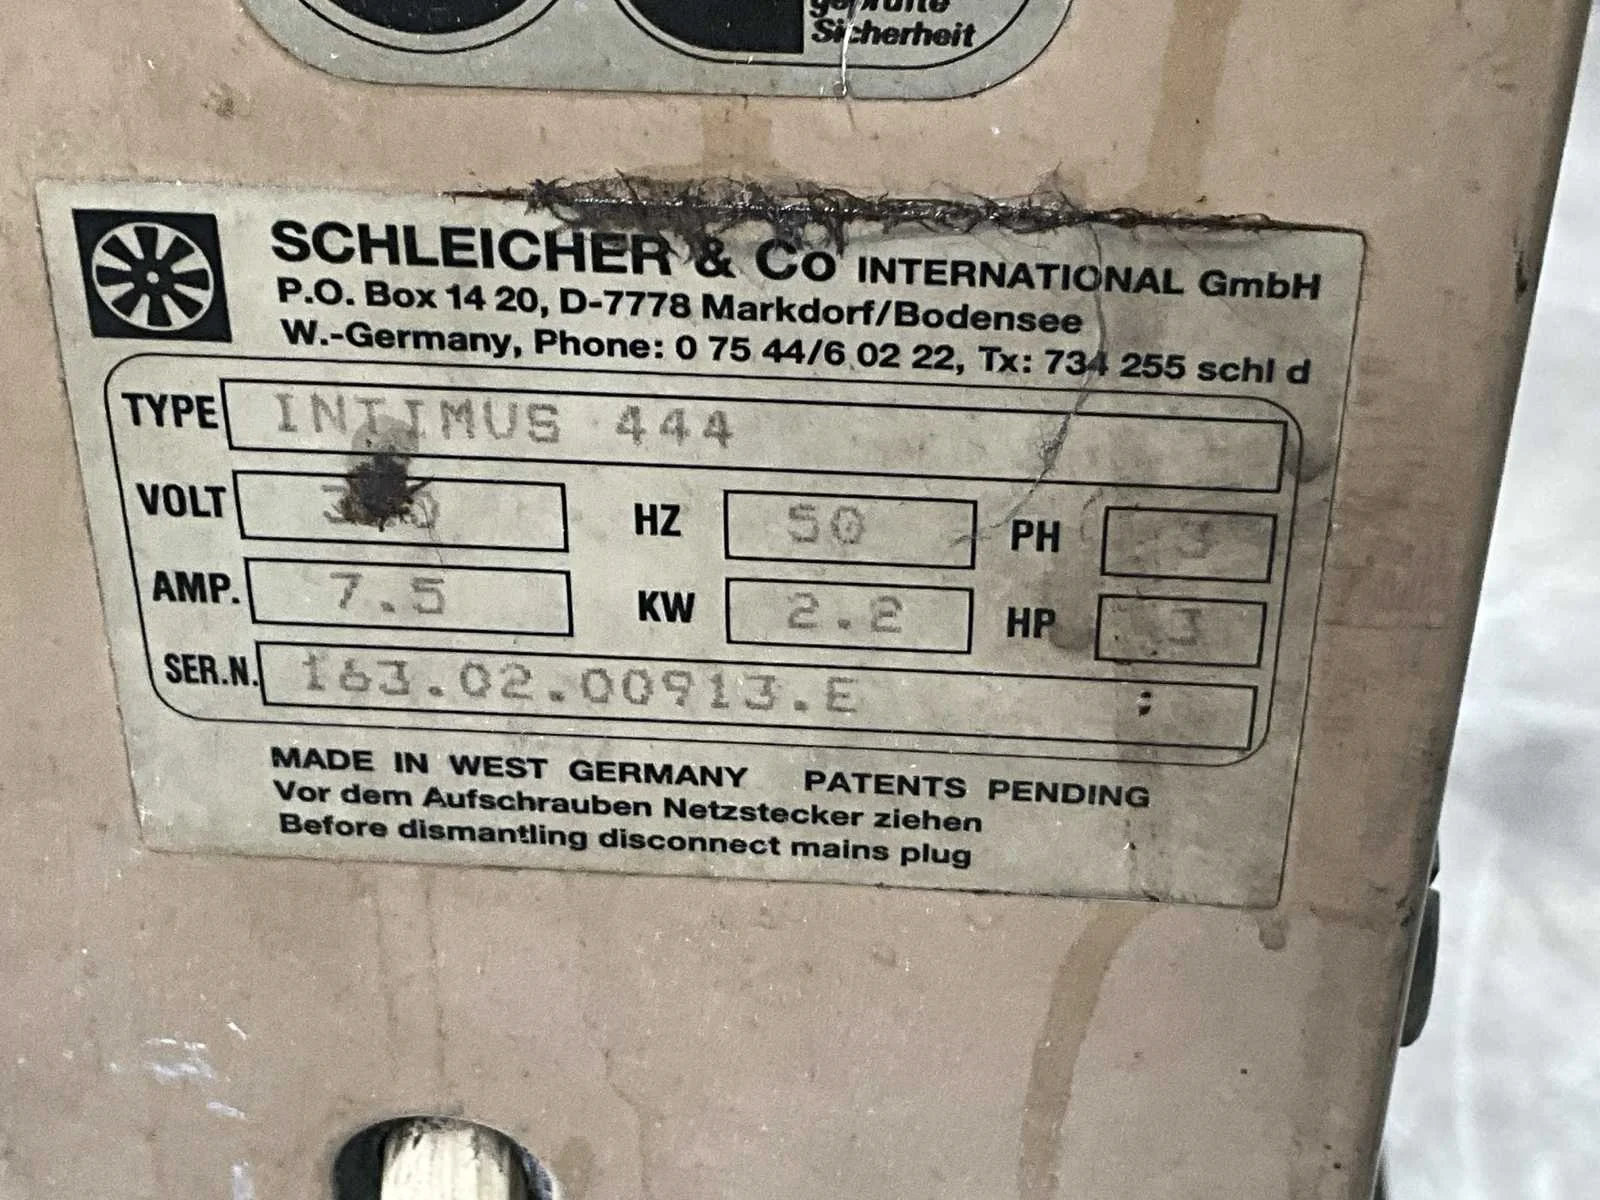 geprüfte
Sicherheit
SCHLEICHER & Co INTERNATIONAL GmbH
P.O. Box 14 20, D-7778 Markdorf/Bodensee
W.-Germany, Phone: 0 75 44/6 02 22, Tx: 734 255 schl d
TYPE INTIMUS 444
VOLT HZ 50 PH 3
AMP. 7.5 KW 2.2 HP 3
SER.N. 163.02.00913.E :
MADE IN WEST GERMANY PATENTS PENDING
Vor dem Aufschrauben Netzstecker ziehen
Before dismantling disconnect mains plug